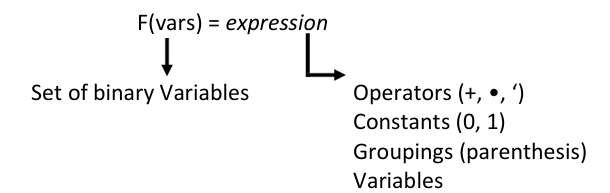 F(vars) = expression
Set of binary Variables
Operators (+, •, ‘)
Constants (0, 1)
Groupings (parenthesis)
Variables